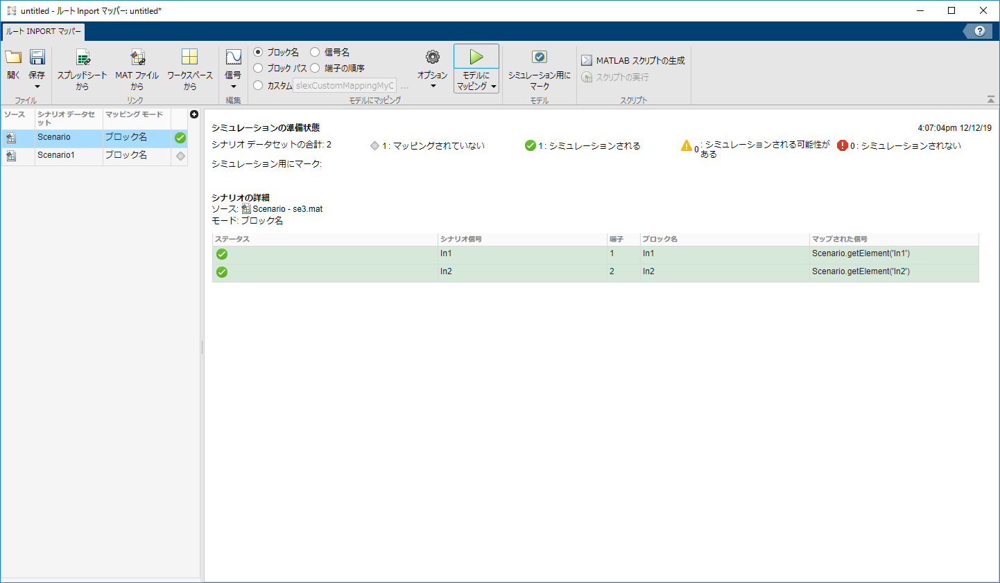 untitled - ルート Inport マッパー: untitled*
ルート INPORT マッパー
?
開く
保存
スプレッドシート
から
MAT ファイル
から
ワークスペース
から
信号
ブロック名
信号名
ブロック パス
端子の順序
カスタム
slexCustomMappingMyC
...
オプション
モデルに
マッピング
シミュレーション用に
マーク
MATLAB スクリプトの生成
スクリプトの実行
ファイル
リンク
編集
モデルにマッピング
モデル
スクリプト
ソース
シナリオ データセ
ット
マッピング モード
Scenario
ブロック名
Scenario1
ブロック名
シミュレーションの準備状態
4:07:04pm 12/12/19
シナリオ データセットの合計: 2
1 : マッピングされていない
1 : シミュレーションされる
0 : シミュレーションされる可能性が
ある
0 : シミュレーションされない
シミュレーション用にマーク:
シナリオの詳細
ソース: Scenario - se3.mat
モード: ブロック名
ステータス シナリオ信号 端子 ブロック名 マップされた信号
In1 1 In1 Scenario.getElement('In1')
In2 2 In2 Scenario.getElement('In2')